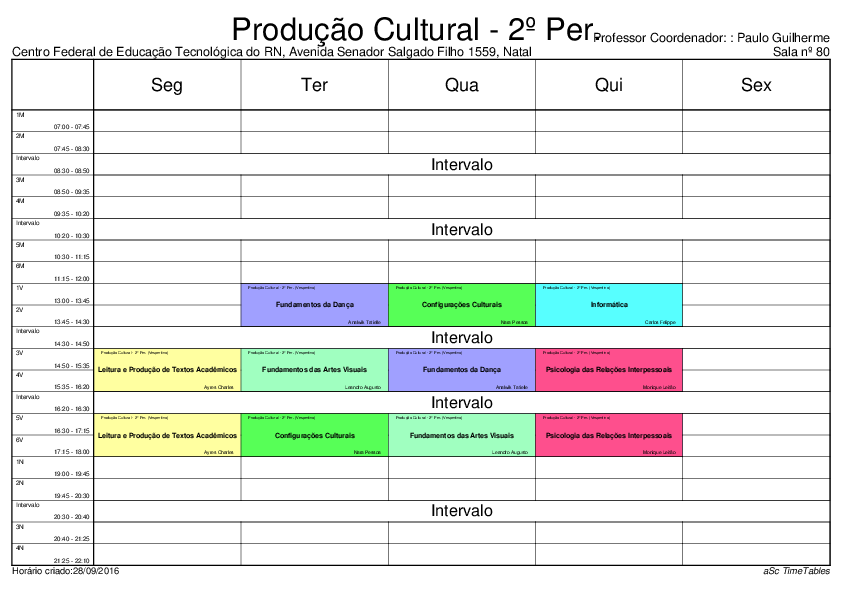 Produção Cultural - 2º Per.
Professor Coordenador: : Paulo Guilherme
Centro Federal de Educação Tecnológica do RN, Avenida Senador Salgado Filho 1559, Natal
Sala nº 80
Seg Ter Qua Qui Sex
1M
07:00 - 07:45
2M
07:45 - 08:30
Intervalo
08:30 - 08:50
Intervalo
3M
08:50 - 09:35
4M
09:35 - 10:20
Intervalo
10:20 - 10:30
Intervalo
5M
10:30 - 11:15
6M
11:15 - 12:00
1V
13:00 - 13:45
2V
13:45 - 14:30
Produção Cultural - 2º Per. (Vespertino)
Fundamentos da Dança
Produção Cultural - 2º Per. (Vespertino)
Configurações Culturais
Nara Pessoa
Produção Cultural - 2º Per. (Vespertino)
Informática
Carlos Felippe
Intervalo
14:30 - 14:50
Intervalo
3V
14:50 - 15:35
4V
15:35 - 16:20
Produção Cultural - 2º Per. (Vespertino)
Leitura e Produção de Textos Acadêmicos
Ayres Charles
Produção Cultural - 2º Per. (Vespertino)
Fundamentos das Artes Visuais
Leandro Augusto
Produção Cultural - 2º Per. (Vespertino)
Fundamentos da Dança
Produção Cultural - 2º Per. (Vespertino)
Psicologia das Relações Interpessoais
Monique Leitão
Intervalo
16:20 - 16:30
Intervalo
5V
16:30 - 17:15
6V
17:15 - 18:00
Produção Cultural - 2º Per. (Vespertino)
Leitura e Produção de Textos Acadêmicos
Ayres Charles
Produção Cultural - 2º Per. (Vespertino)
Configurações Culturais
Nara Pessoa
Produção Cultural - 2º Per. (Vespertino)
Fundamentos das Artes Visuais
Leandro Augusto
Produção Cultural - 2º Per. (Vespertino)
Psicologia das Relações Interpessoais
Monique Leitão
1N
19:00 - 19:45
2N
19:45 - 20:30
Intervalo
20:30 - 20:40
Intervalo
3N
20:40 - 21:25
4N
21:25 - 22:10
Horário criado:28/09/2016
aSc TimeTables